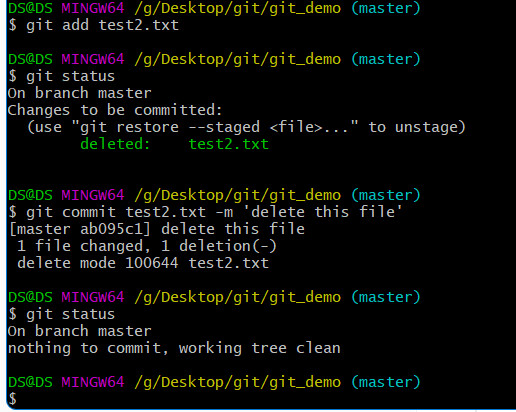 DS@DS MINGW64 /g/Desktop/git/git_demo (master)
$ git add test2.txt
DS@DS MINGW64 /g/Desktop/git/git_demo (master)
$ git status
On branch master
Changes to be committed:
  (use "git restore --staged <file>..." to unstage)
        deleted:    test2.txt
DS@DS MINGW64 /g/Desktop/git/git_demo (master)
$ git commit test2.txt -m 'delete this file'
[master ab095c1] delete this file
 1 file changed, 1 deletion(-)
 delete mode 100644 test2.txt
DS@DS MINGW64 /g/Desktop/git/git_demo (master)
$ git status
On branch master
nothing to commit, working tree clean
DS@DS MINGW64 /g/Desktop/git/git_demo (master)
$